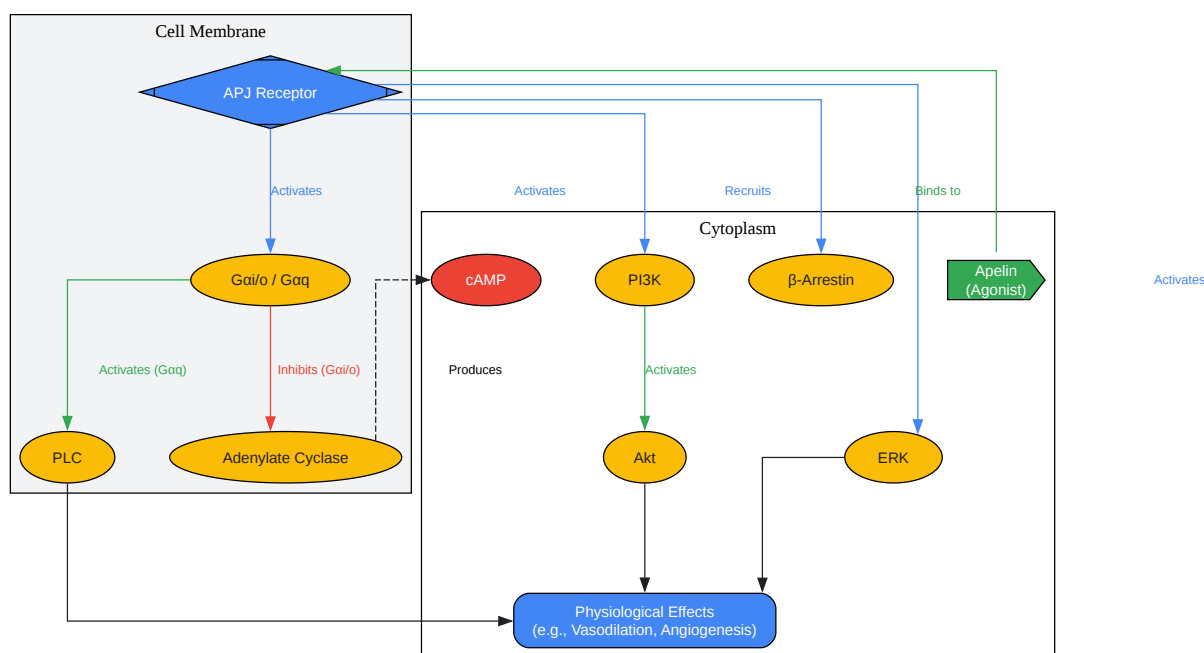 Cell Membrane
APJ Receptor
Activates
Activates
Recruits
Binds to
Cytoplasm
Gαi/o / Gαq
cAMP
PI3K
β-Arrestin
Apelin
(Agonist)
Activates
Activates (Gαq)
Inhibits (Gαi/o)
Produces
Activates
PLC
Adenylate Cyclase
Akt
ERK
Physiological Effects
(e.g., Vasodilation, Angiogenesis)